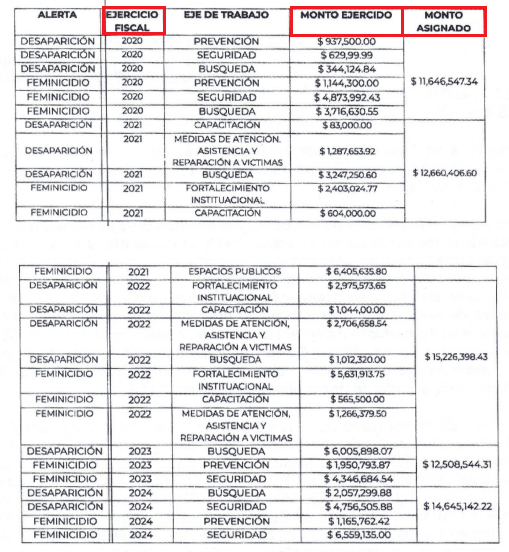 ALERTA EJERCICIO FISCAL EJE DE TRABAJO MONTO EJERCIDO MONTO ASIGNADO
DESAPARICIÓN 2020 PREVENCIÓN $ 937,500.00 $ 11,646,547.34
DESAPARICIÓN 2020 SEGURIDAD $ 629,99.99
DESAPARICIÓN 2020 BUSQUEDA $ 344,124.84
FEMINICIDIO 2020 PREVENCIÓN $ 1,144,300.00
FEMINICIDIO 2020 SEGURIDAD $ 4,873,992.43
FEMINICIDIO 2020 BUSQUEDA $ 3,716,630.55
DESAPARICIÓN 2021 CAPACITACIÓN $ 83,000.00 $ 12,660,406.60
DESAPARICIÓN 2021 MEDIDAS DE ATENCIÓN,
ASISTENCIA Y
REPARACIÓN A VICTIMAS $ 1,287,653.92
DESAPARICIÓN 2021 BUSQUEDA $ 3,247,250.60
FEMINICIDIO 2021 FORTALECIMIENTO
INSTITUCIONAL $ 2,403,024.77
FEMINICIDIO 2021 CAPACITACIÓN $ 604,000.00
FEMINICIDIO 2021 ESPACIOS PUBLICOS $ 6,405,635.80
DESAPARICIÓN 2022 FORTALECIMIENTO
INSTITUACIONAL $ 2,975,573.65 $ 15,226,398.43
DESAPARICIÓN 2022 CAPACITACIÓN $ 1,044,00.00
DESAPARICIÓN 2022 MEDIDAS DE ATENCIÓN,
ASISTENCIA Y
REPARACIÓN A VICTIMAS $ 2,706,658.54
DESAPARICIÓN 2022 BUSQUEDA $ 1,012,320.00
FEMINICIDIO 2022 FORTALECIMIENTO
INSTITUCIONAL $ 5,631,913.75
FEMINICIDIO 2022 CAPACITACIÓN $ 565,500.00
FEMINICIDIO 2022 MEDIDAS DE ATENCIÓN,
ASISTENCIA Y
REPARACIÓN A VICTIMAS $ 1,266,379.50
DESAPARICIÓN 2023 BUSQUEDA $ 6,005,898.07 $ 12,508,544.31
FEMINICIDIO 2023 PREVENCIÓN $ 1,950,793.87
FEMINICIDIO 2023 SEGURIDAD $ 4,346,684.54
DESAPARICIÓN 2024 BÚSQUEDA $ 2,057,299.88 $ 14,645,142.22
DESAPARICIÓN 2024 SEGURIDAD $ 4,756,505.88
FEMINICIDIO 2024 PREVENCIÓN $ 1,165,762.42
FEMINICIDIO 2024 SEGURIDAD $ 6,559,135.00